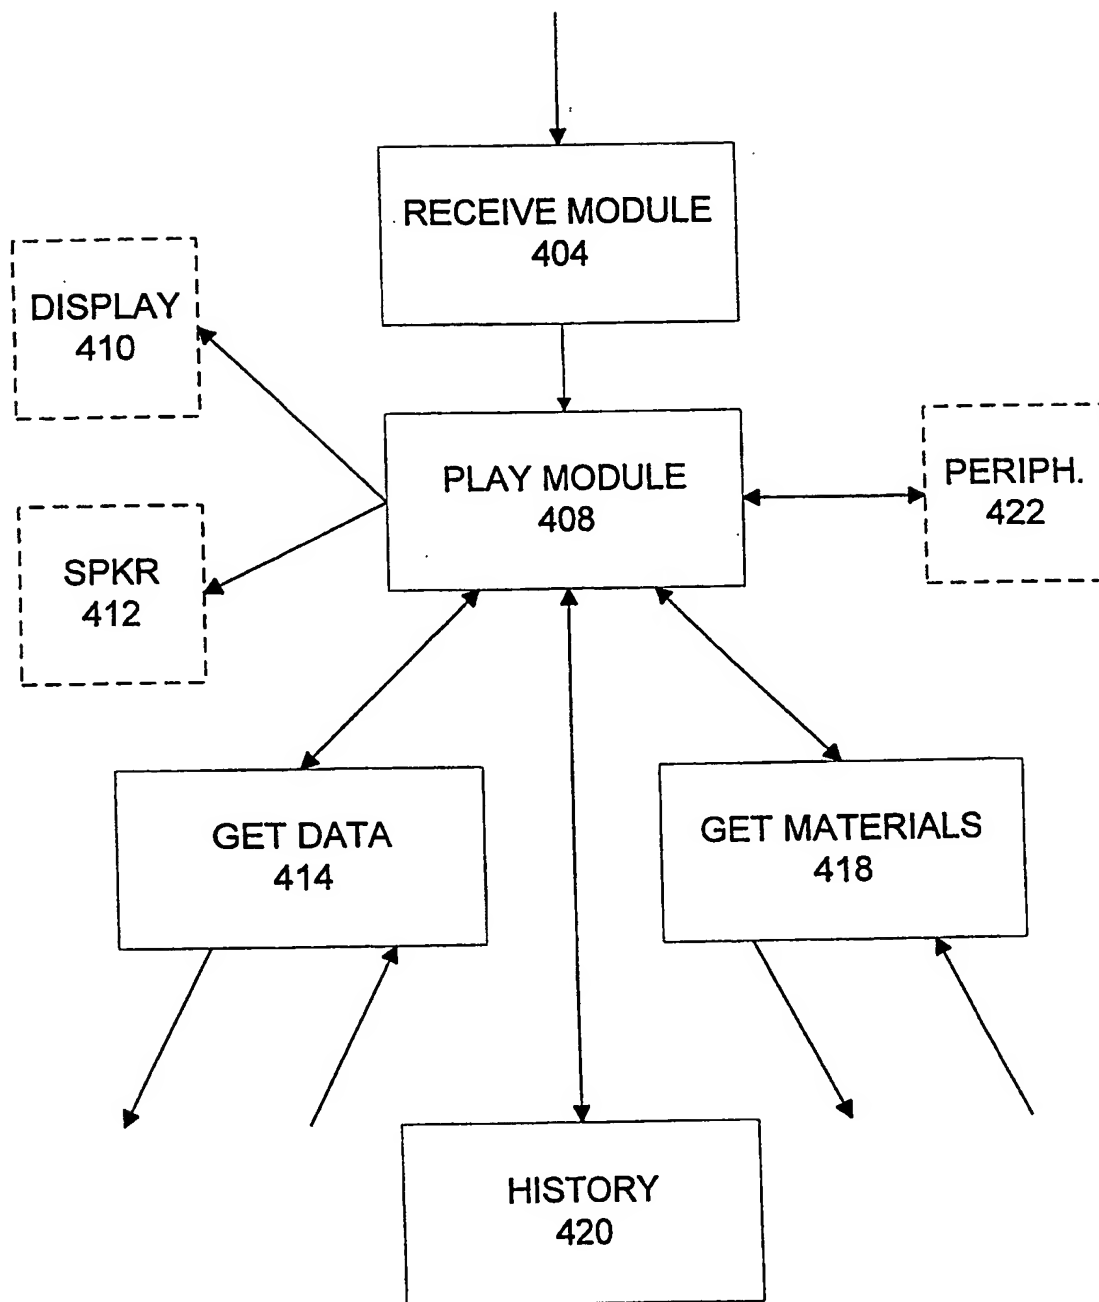 RECEIVE MODULE
404
DISPLAY
410
PLAY MODULE
408
PERIPH.
422
SPKR
412
GET DATA
414
GET MATERIALS
418
HISTORY
420